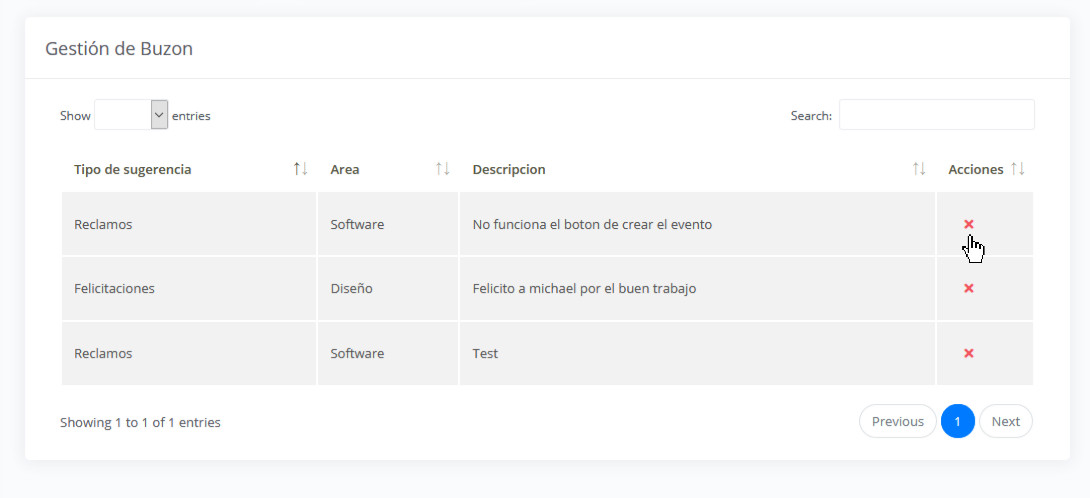 Gestión de Buzon
Show entries Search:
Tipo de sugerencia Area Descripcion Acciones
Reclamos Software No funciona el boton de crear el evento
Felicitaciones Diseño Felicito a michael por el buen trabajo
Reclamos Software Test
Showing 1 to 1 of 1 entries Previous 1 Next